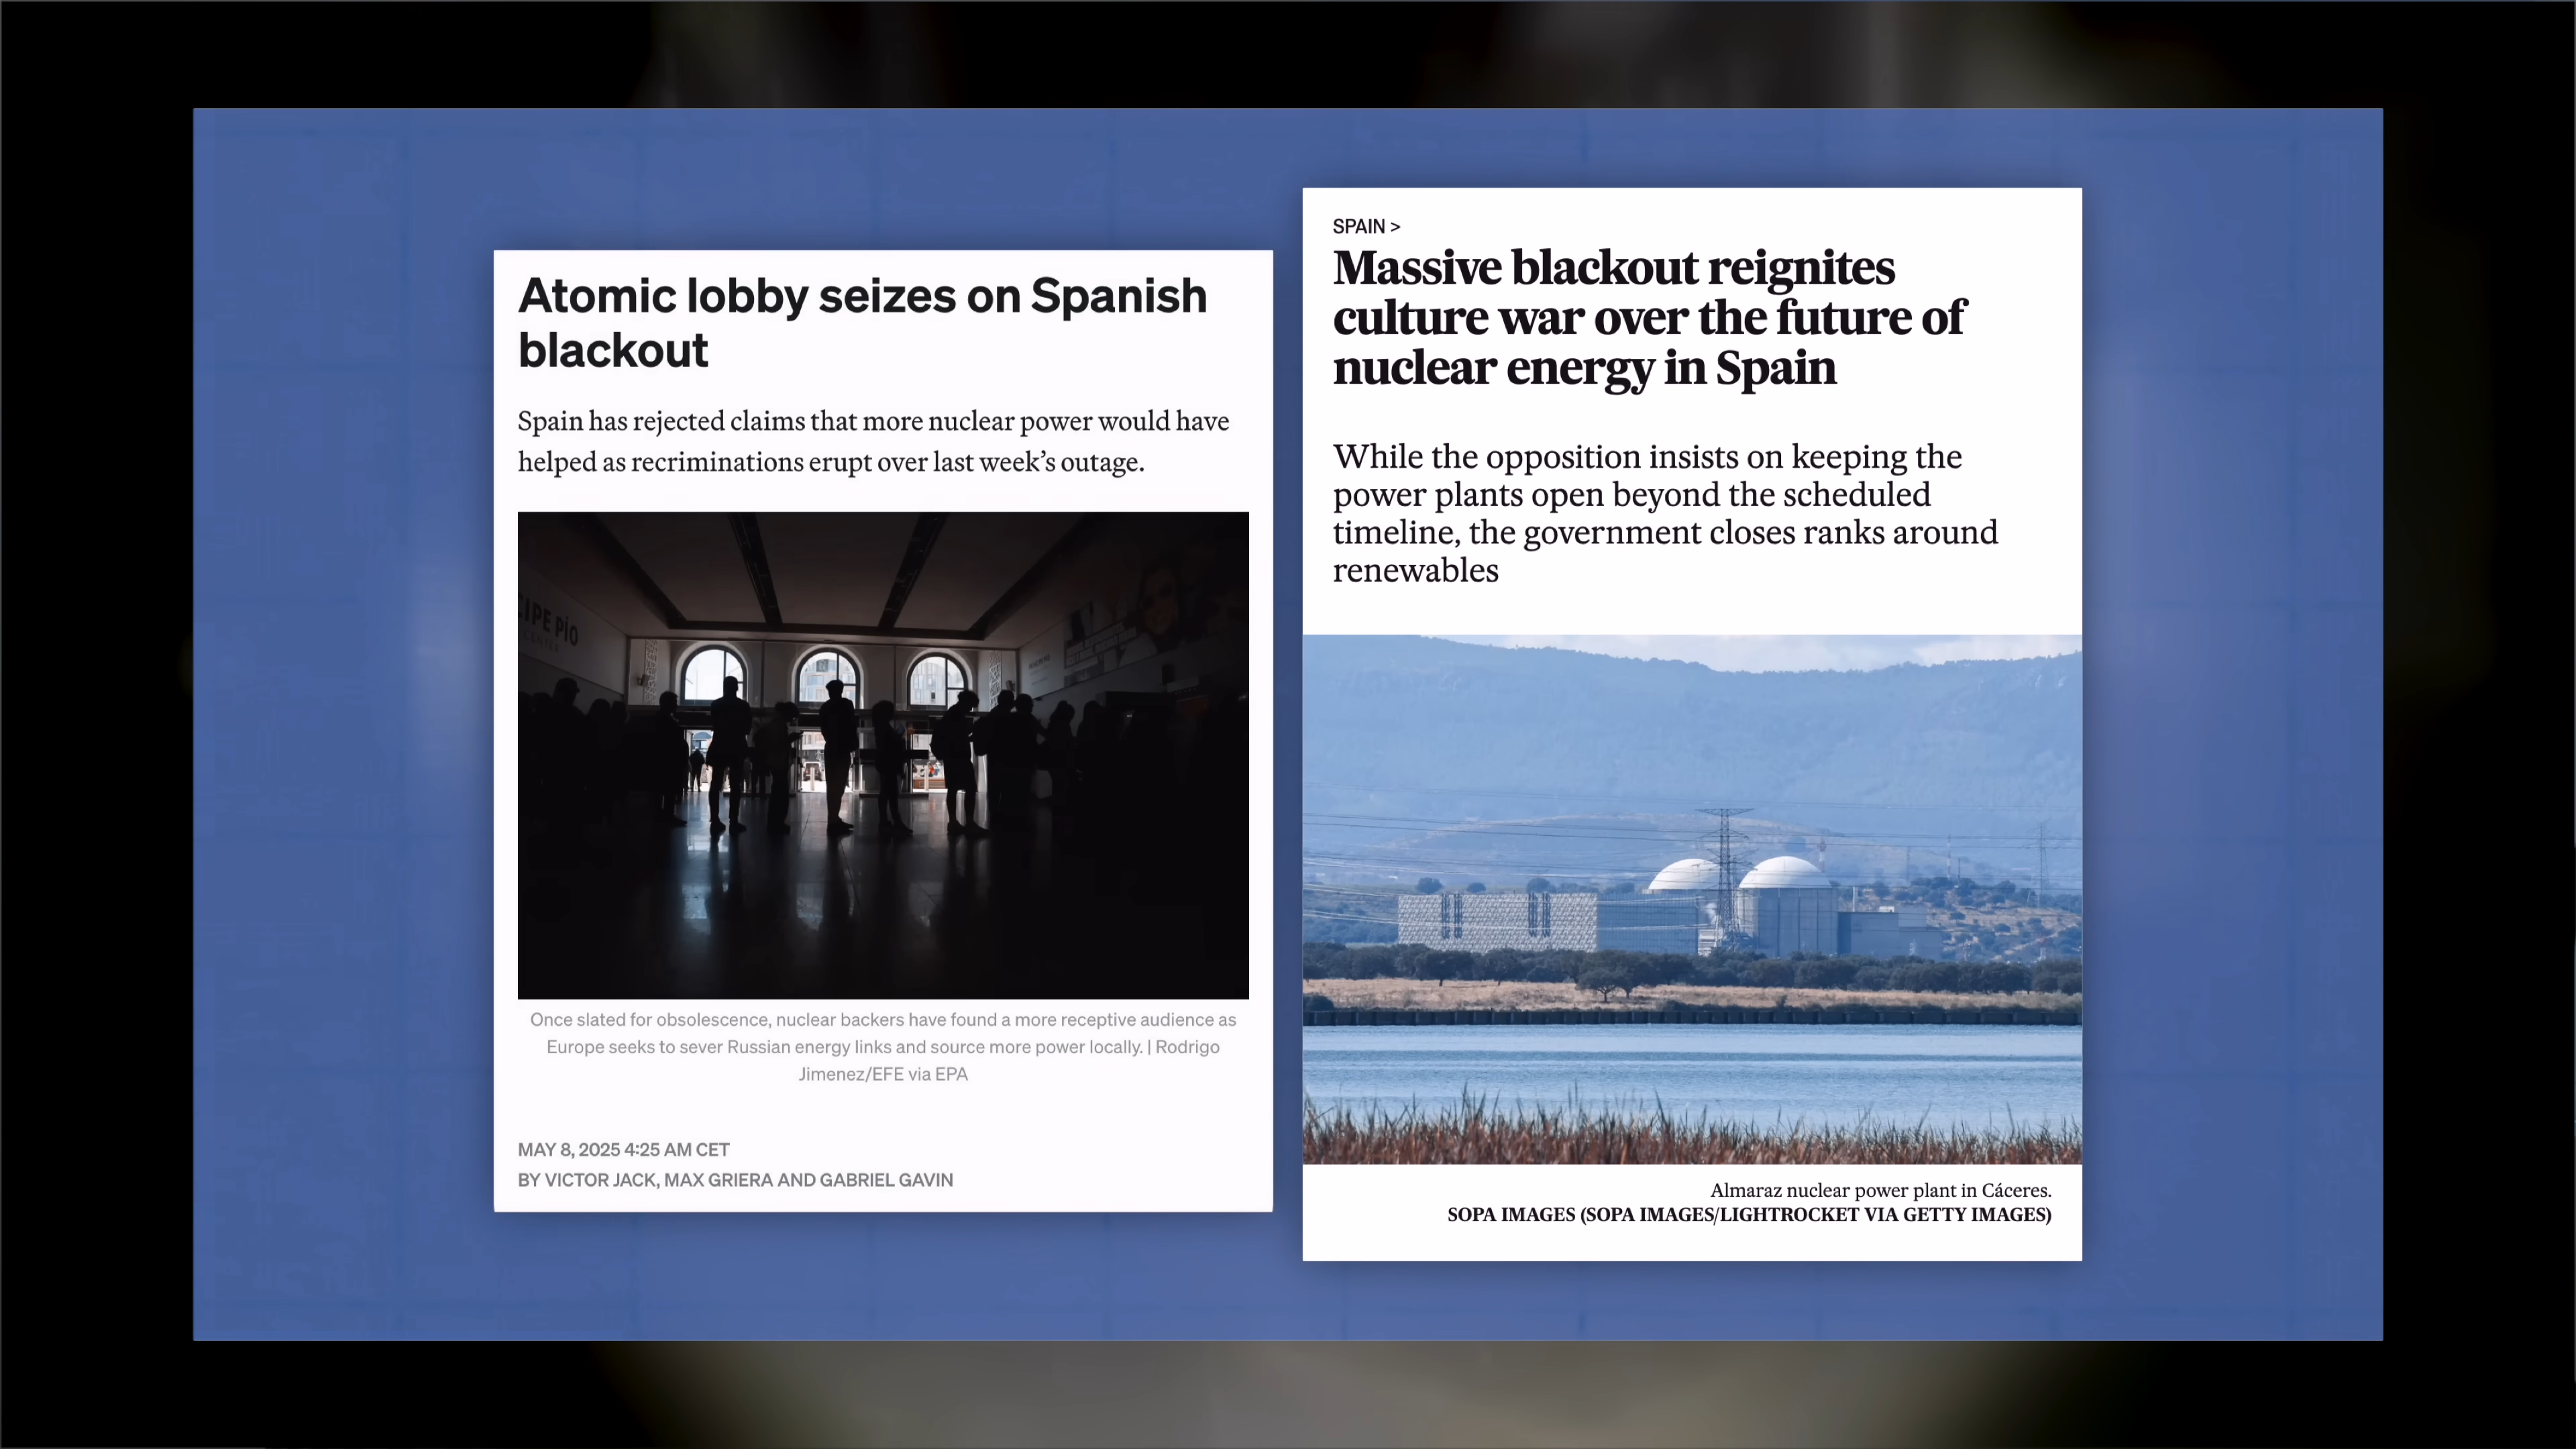 Atomic lobby seizes on Spanish
blackout
Spain has rejected claims that more nuclear power would have
helped as recriminations erupt over last week's outage.
CIPE PÍO
CENTER
Once slated for obsolescence, nuclear backers have found a more receptive audience as
Europe seeks to sever Russian energy links and source more power locally. | Rodrigo
Jimenez/EFE via EPA
MAY 8, 2025 4:25 AM CET
BY VICTOR JACK, MAX GRIERA AND GABRIEL GAVIN
SPAIN >
Massive blackout reignites
culture war over the future of
nuclear energy in Spain
While the opposition insists on keeping the
power plants open beyond the scheduled
timeline, the government closes ranks around
renewables
Almaraz nuclear power plant in Cáceres.
SOPA IMAGES (SOPA IMAGES/LIGHTROCKET VIA GETTY IMAGES)